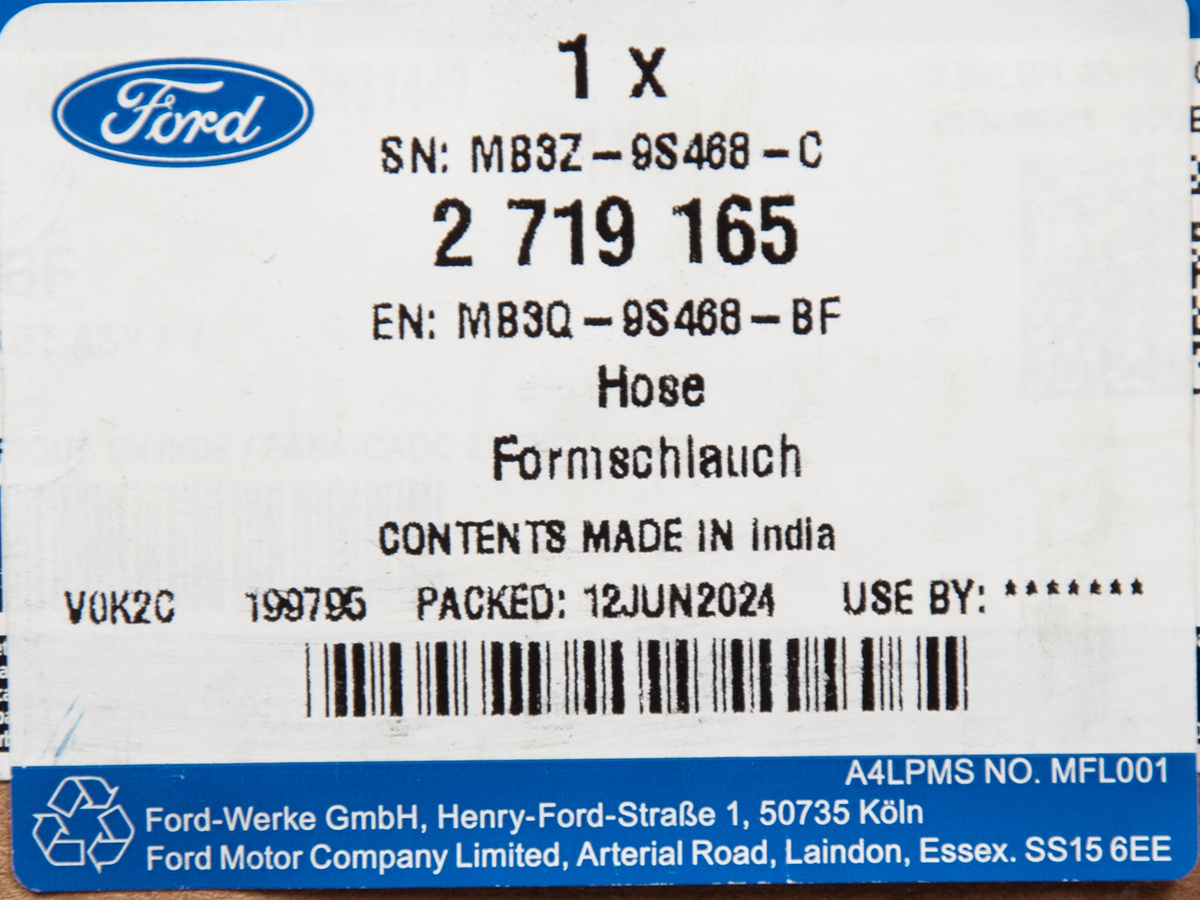 Ford
1 x
SN: MB3Z-9S468-C
2 719 165
EN: MB3Q-9S468-BF
Hose
Formschlauch
CONTENTS MADE IN India
V0K2C 199795 PACKED: 12JUN2024 USE BY: *******
A4LPMS NO. MFL001
Ford-Werke GmbH, Henry-Ford-Straße 1, 50735 Köln
Ford Motor Company Limited, Arterial Road, Laindon, Essex. SS15 6EE